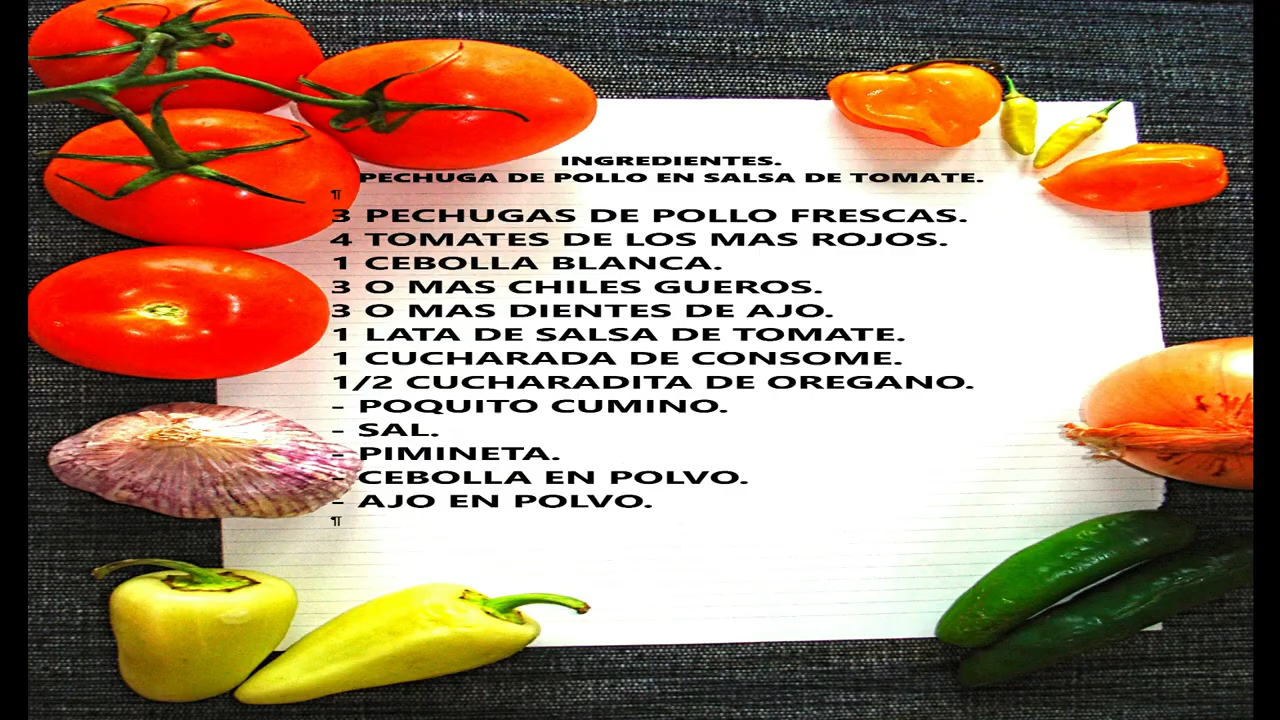 INGREDIENTES.
PECHUGA DE POLLO EN SALSA DE TOMATE.
¶
3 PECHUGAS DE POLLO FRESCAS.
4 TOMATES DE LOS MAS ROJOS.
1 CEBOLLA BLANCA.
3 O MAS CHILES GUEROS.
3 O MAS DIENTES DE AJO.
1 LATA DE SALSA DE TOMATE.
1 CUCHARADA DE CONSOME.
1/2 CUCHARADITA DE OREGANO.
- POQUITO CUMINO.
- SAL.
- PIMINETA.
- CEBOLLA EN POLVO.
- AJO EN POLVO.
¶